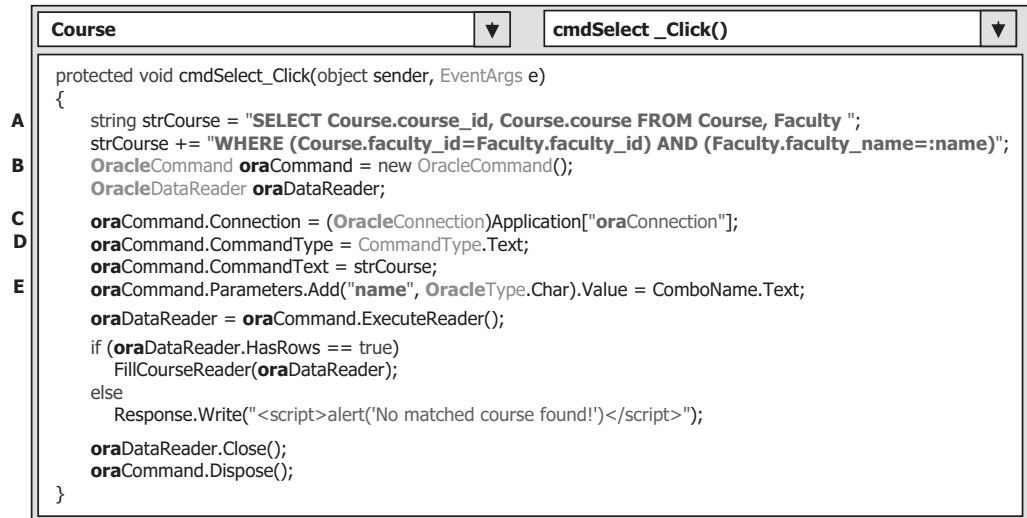 Course cmdSelect _Click()
protected void cmdSelect_Click(object sender, EventArgs e)
{
A string strCourse = "SELECT Course.course_id, Course.course FROM Course, Faculty ";
strCourse += "WHERE (Course.faculty_id=Faculty.faculty_id) AND (Faculty.faculty_name=:name)";
B OracleCommand oraCommand = new OracleCommand();
OracleDataReader oraDataReader;
C oraCommand.Connection = (OracleConnection)Application["oraConnection"];
D oraCommand.CommandType = CommandType.Text;
oraCommand.CommandText = strCourse;
E oraCommand.Parameters.Add("name", OracleType.Char).Value = ComboName.Text;
oraDataReader = oraCommand.ExecuteReader();
if (oraDataReader.HasRows == true)
FillCourseReader(oraDataReader);
else
Response.Write("<script>alert('No matched course found!')</script>");
oraDataReader.Close();
oraCommand.Dispose();
}